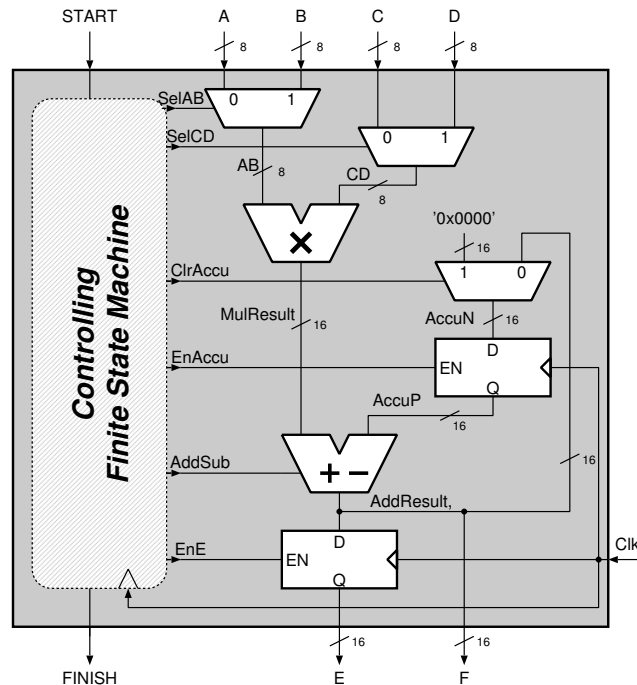 START
A
B
C
D
8
8
8
8
SelAB
0
1
SelCD
0
1
AB
8
CD
8
×
'0x0000'
16
ClrAccu
1
0
MulResult
16
AccuN
16
D
EnAccu
EN
Q
AccuP
16
Controlling
Finite State Machine
AddSub
+ −
16
AddResult,
EnE
D
EN
Q
Clk
16
16
FINISH
E
F